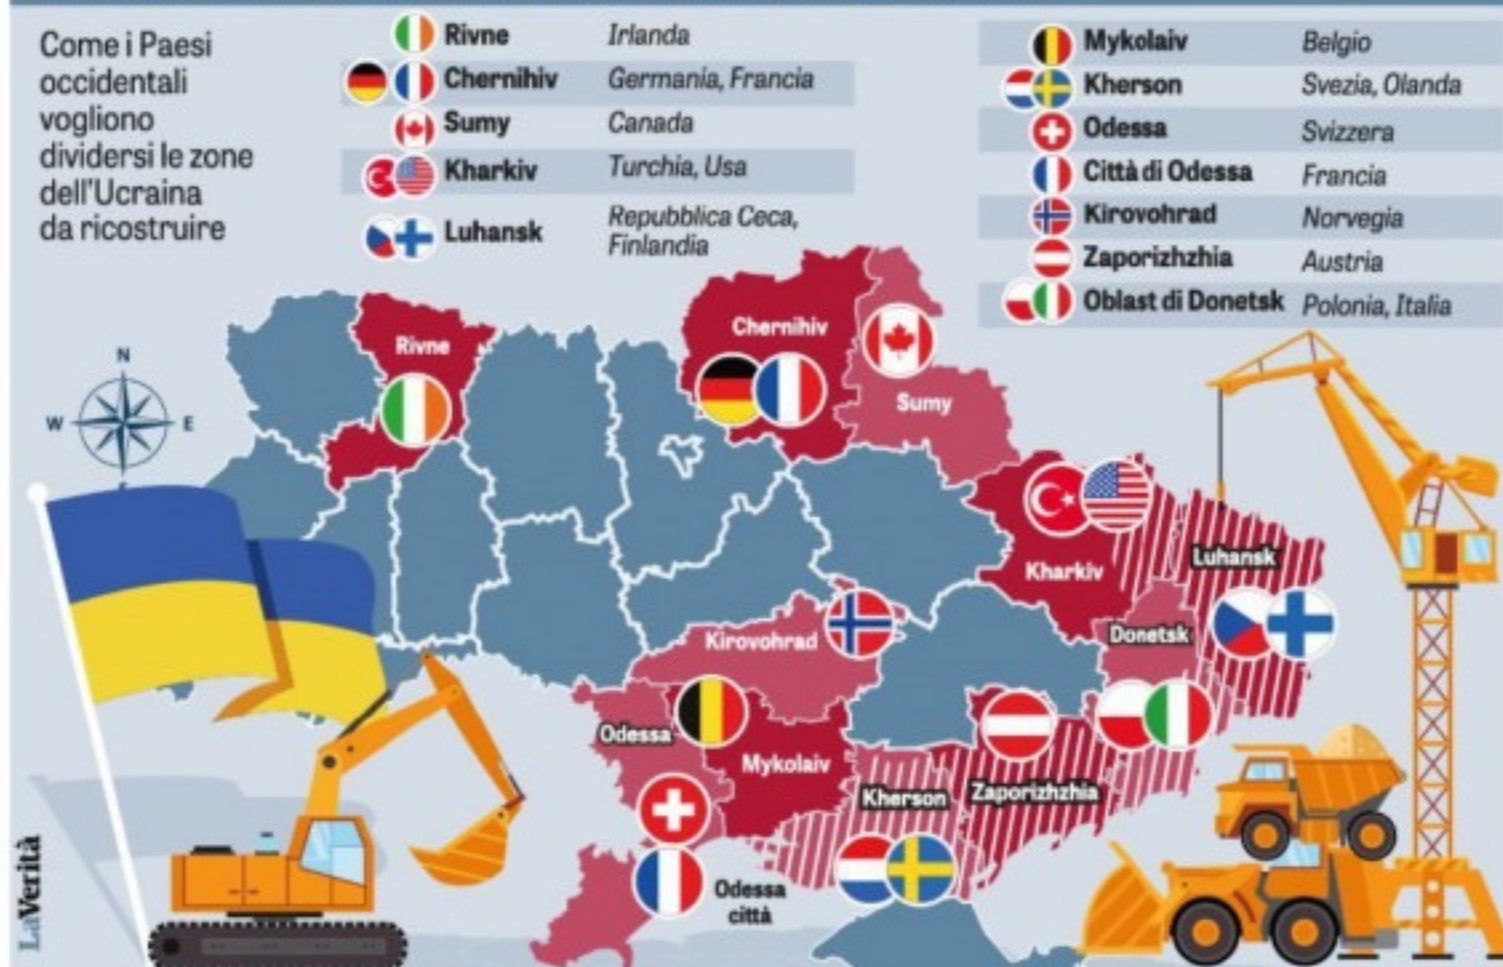 Come i Paesi
occidentali
vogliono
dividersi le zone
dell'Ucraina
da ricostruire
Rivne Irlanda
Chernihiv Germania, Francia
Sumy Canada
Kharkiv Turchia, Usa
Luhansk Repubblica Ceca,
Finlandia
Mykolaiv Belgio
Kherson Svezia, Olanda
Odessa Svizzera
Città di Odessa Francia
Kirovohrad Norvegia
Zaporizhzhia Austria
Oblast di Donetsk Polonia, Italia
N
W E
Rivne
Chernihiv
Sumy
Kharkiv
Luhansk
Donetsk
Kirovohrad
Odessa
Mykolaiv
Kherson
Zaporizhzhia
Odessa
città
LaVerità